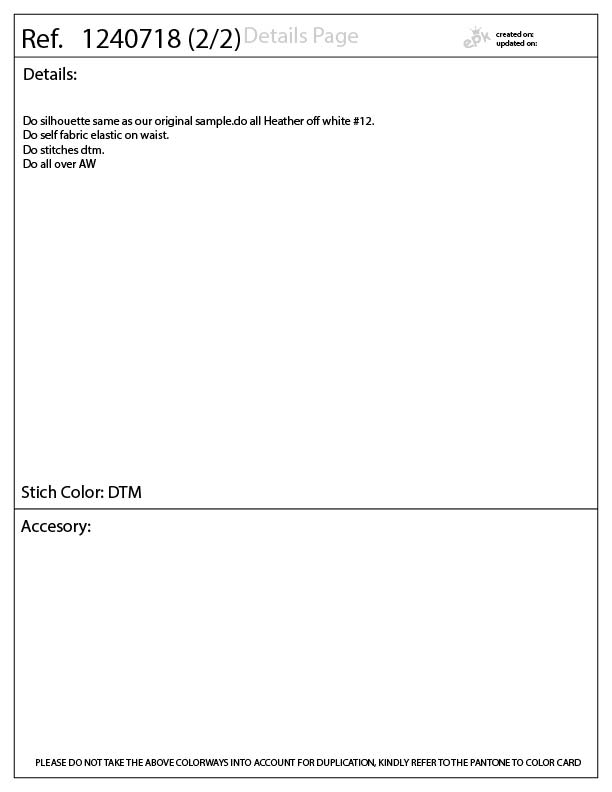 Ref. 1240718 (2/2) Details Page
epk
created on:
updated on:
Details:
Do silhouette same as our original sample.do all Heather off white #12.
Do self fabric elastic on waist.
Do stitches dtm.
Do all over AW
Stich Color: DTM
Accesory:
PLEASE DO NOT TAKE THE ABOVE COLORWAYS INTO ACCOUNT FOR DUPLICATION, KINDLY REFER TO THE PANTONE TO COLOR CARD